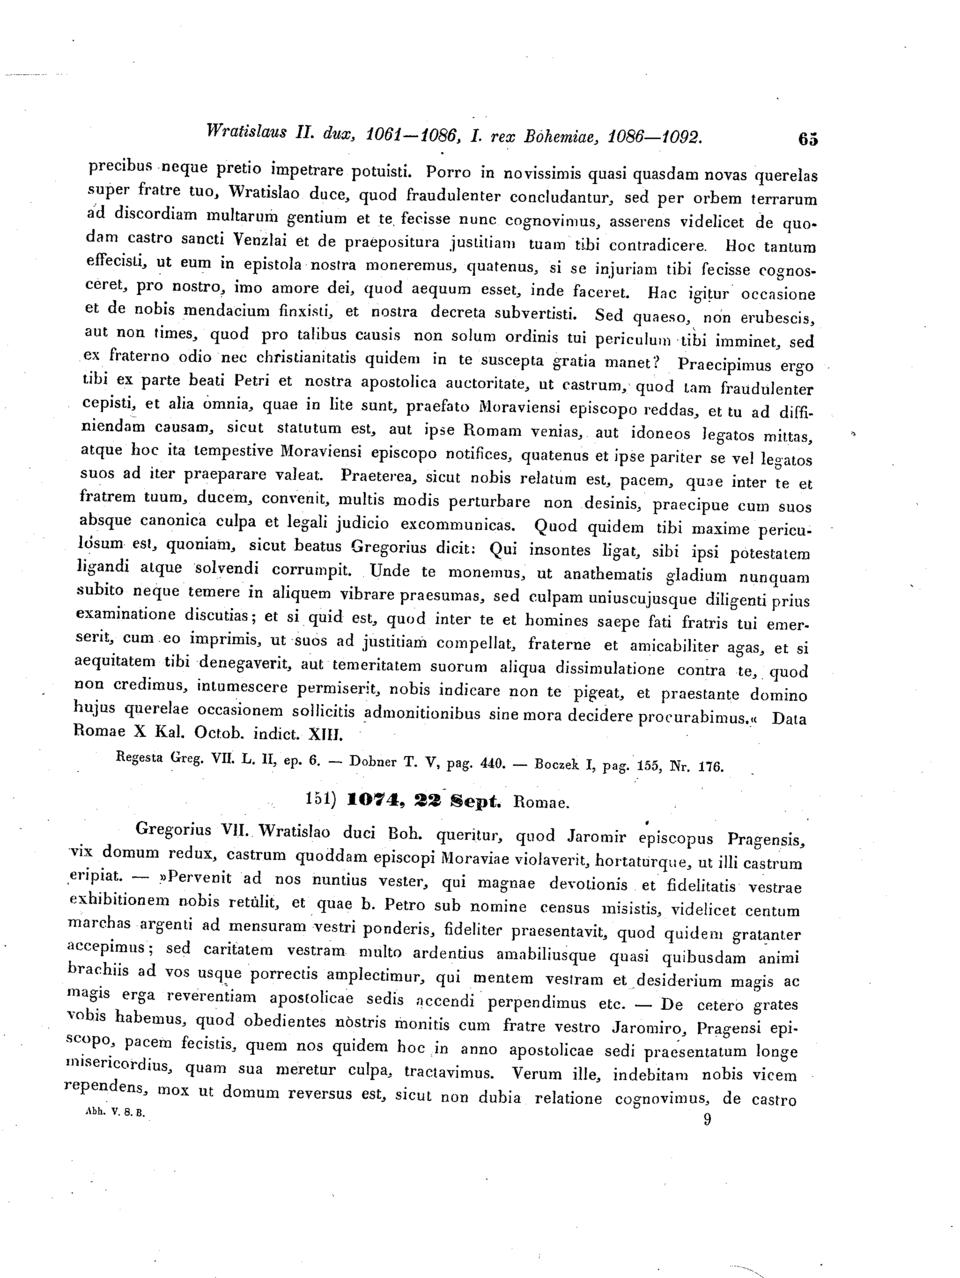 Wratislaus II. dux, 1061—1086, I. rex Bohemiae, 1086—1092. 65
precibus neque pretio impetrare potuisti. Porro in novissimis quasi quasdam novas querelas
super fratre tuo, Wratislao duce, quod fraudulenter concludantur, sed per orbem terrarum
ad discordiam multarum gentium et te fecisse nunc cognovimus, asserens videlicet de quo-
dam castro sancti Venzlai et de praepositura justitiam tuam tibi contradicere. Hoc tantum
effecisti, ut eum in epistola nostra moneremus, quatenus, si se injuriam tibi fecisse cognos-
ceret, pro nostro, imo amore dei, quod aequum esset, inde faceret. Hac igitur occasione
et de nobis mendacium finxisti, et nostra decreta subvertisti. Sed quaeso, non erubescis,
aut non times, quod pro talibus causis non solum ordinis tui periculum tibi imminet, sed
ex fraterno odio nec christianitatis quidem in te suscepta gratia manet? Praecipimus ergo
tibi ex parte beati Petri et nostra apostolica auctoritate, ut castrum, quod tam fraudulenter
cepisti, et alia omnia, quae in lite sunt, praefato Moraviensi episcopo reddas, et tu ad diffi-
niendam causam, sicut statutum est, aut ipse Romam venias, aut idoneos legatos mittas,
atque hoc ita tempestive Moraviensi episcopo notifices, quatenus et ipse pariter se vel legatos
suos ad iter praeparare valeat. Praeterea, sicut nobis relatum est, pacem, quae inter te et
fratrem tuum, ducem, convenit, multis modis perturbare non desinis, praecipue cum suos
absque canonica culpa et legali judicio excommunicas. Quod quidem tibi maxime pericu-
losum est, quoniam, sicut beatus Gregorius dicit: Qui insontes ligat, sibi ipsi potestatem
ligandi atque solvendi corrumpit. Unde te monemus, ut anathematis gladium nunquam
subito neque temere in aliquem vibrare praesumas, sed culpam uniuscujusque diligenti prius
examinatione discutias; et si quid est, quod inter te et homines saepe fati fratris tui emer-
serit, cum eo imprimis, ut suos ad justitiam compellat, fraterne et amicabiliter agas, et si
aequitatem tibi denegaverit, aut temeritatem suorum aliqua dissimulatione contra te, quod
non credimus, intumescere permiserit, nobis indicare non te pigeat, et praestante domino
hujus querelae occasionem sollicitis admonitionibus sine mora decidere procurabimus.« Data
Romae X Kal. Octob. indict. XIII.
Regesta Greg. VII. L. II, ep. 6. — Dobner T. V, pag. 440. — Boczek I, pag. 155, Nr. 176.
151) 1074, 22 Sept. Romae.
Gregorius VII. Wratislao duci Boh. queritur, quod Jaromir episcopus Pragensis,
vix domum redux, castrum quoddam episcopi Moraviae violaverit, hortaturque, ut illi castrum
eripiat. — »Pervenit ad nos nuntius vester, qui magnae devotionis et fidelitatis vestrae
exhibitionem nobis retulit, et quae b. Petro sub nomine census misistis, videlicet centum
marchas argenti ad mensuram vestri ponderis, fideliter praesentavit, quod quidem gratanter
accepimus; sed caritatem vestram multo ardentius amabiliusque quasi quibusdam animi
brachiis ad vos usque porrectis amplectimur, qui mentem vestram et desiderium magis ac
magis erga reverentiam apostolicae sedis accendi perpendimus etc. — De cetero grates
vobis habemus, quod obedientes nostris monitis cum fratre vestro Jaromiro, Pragensi epi-
scopo, pacem fecistis, quem nos quidem hoc in anno apostolicae sedi praesentatum longe
misericordius, quam sua meretur culpa, tractavimus. Verum ille, indebitam nobis vicem
rependens, mox ut domum reversus est, sicut non dubia relatione cognovimus, de castro
Abh. V. 8. B. 9